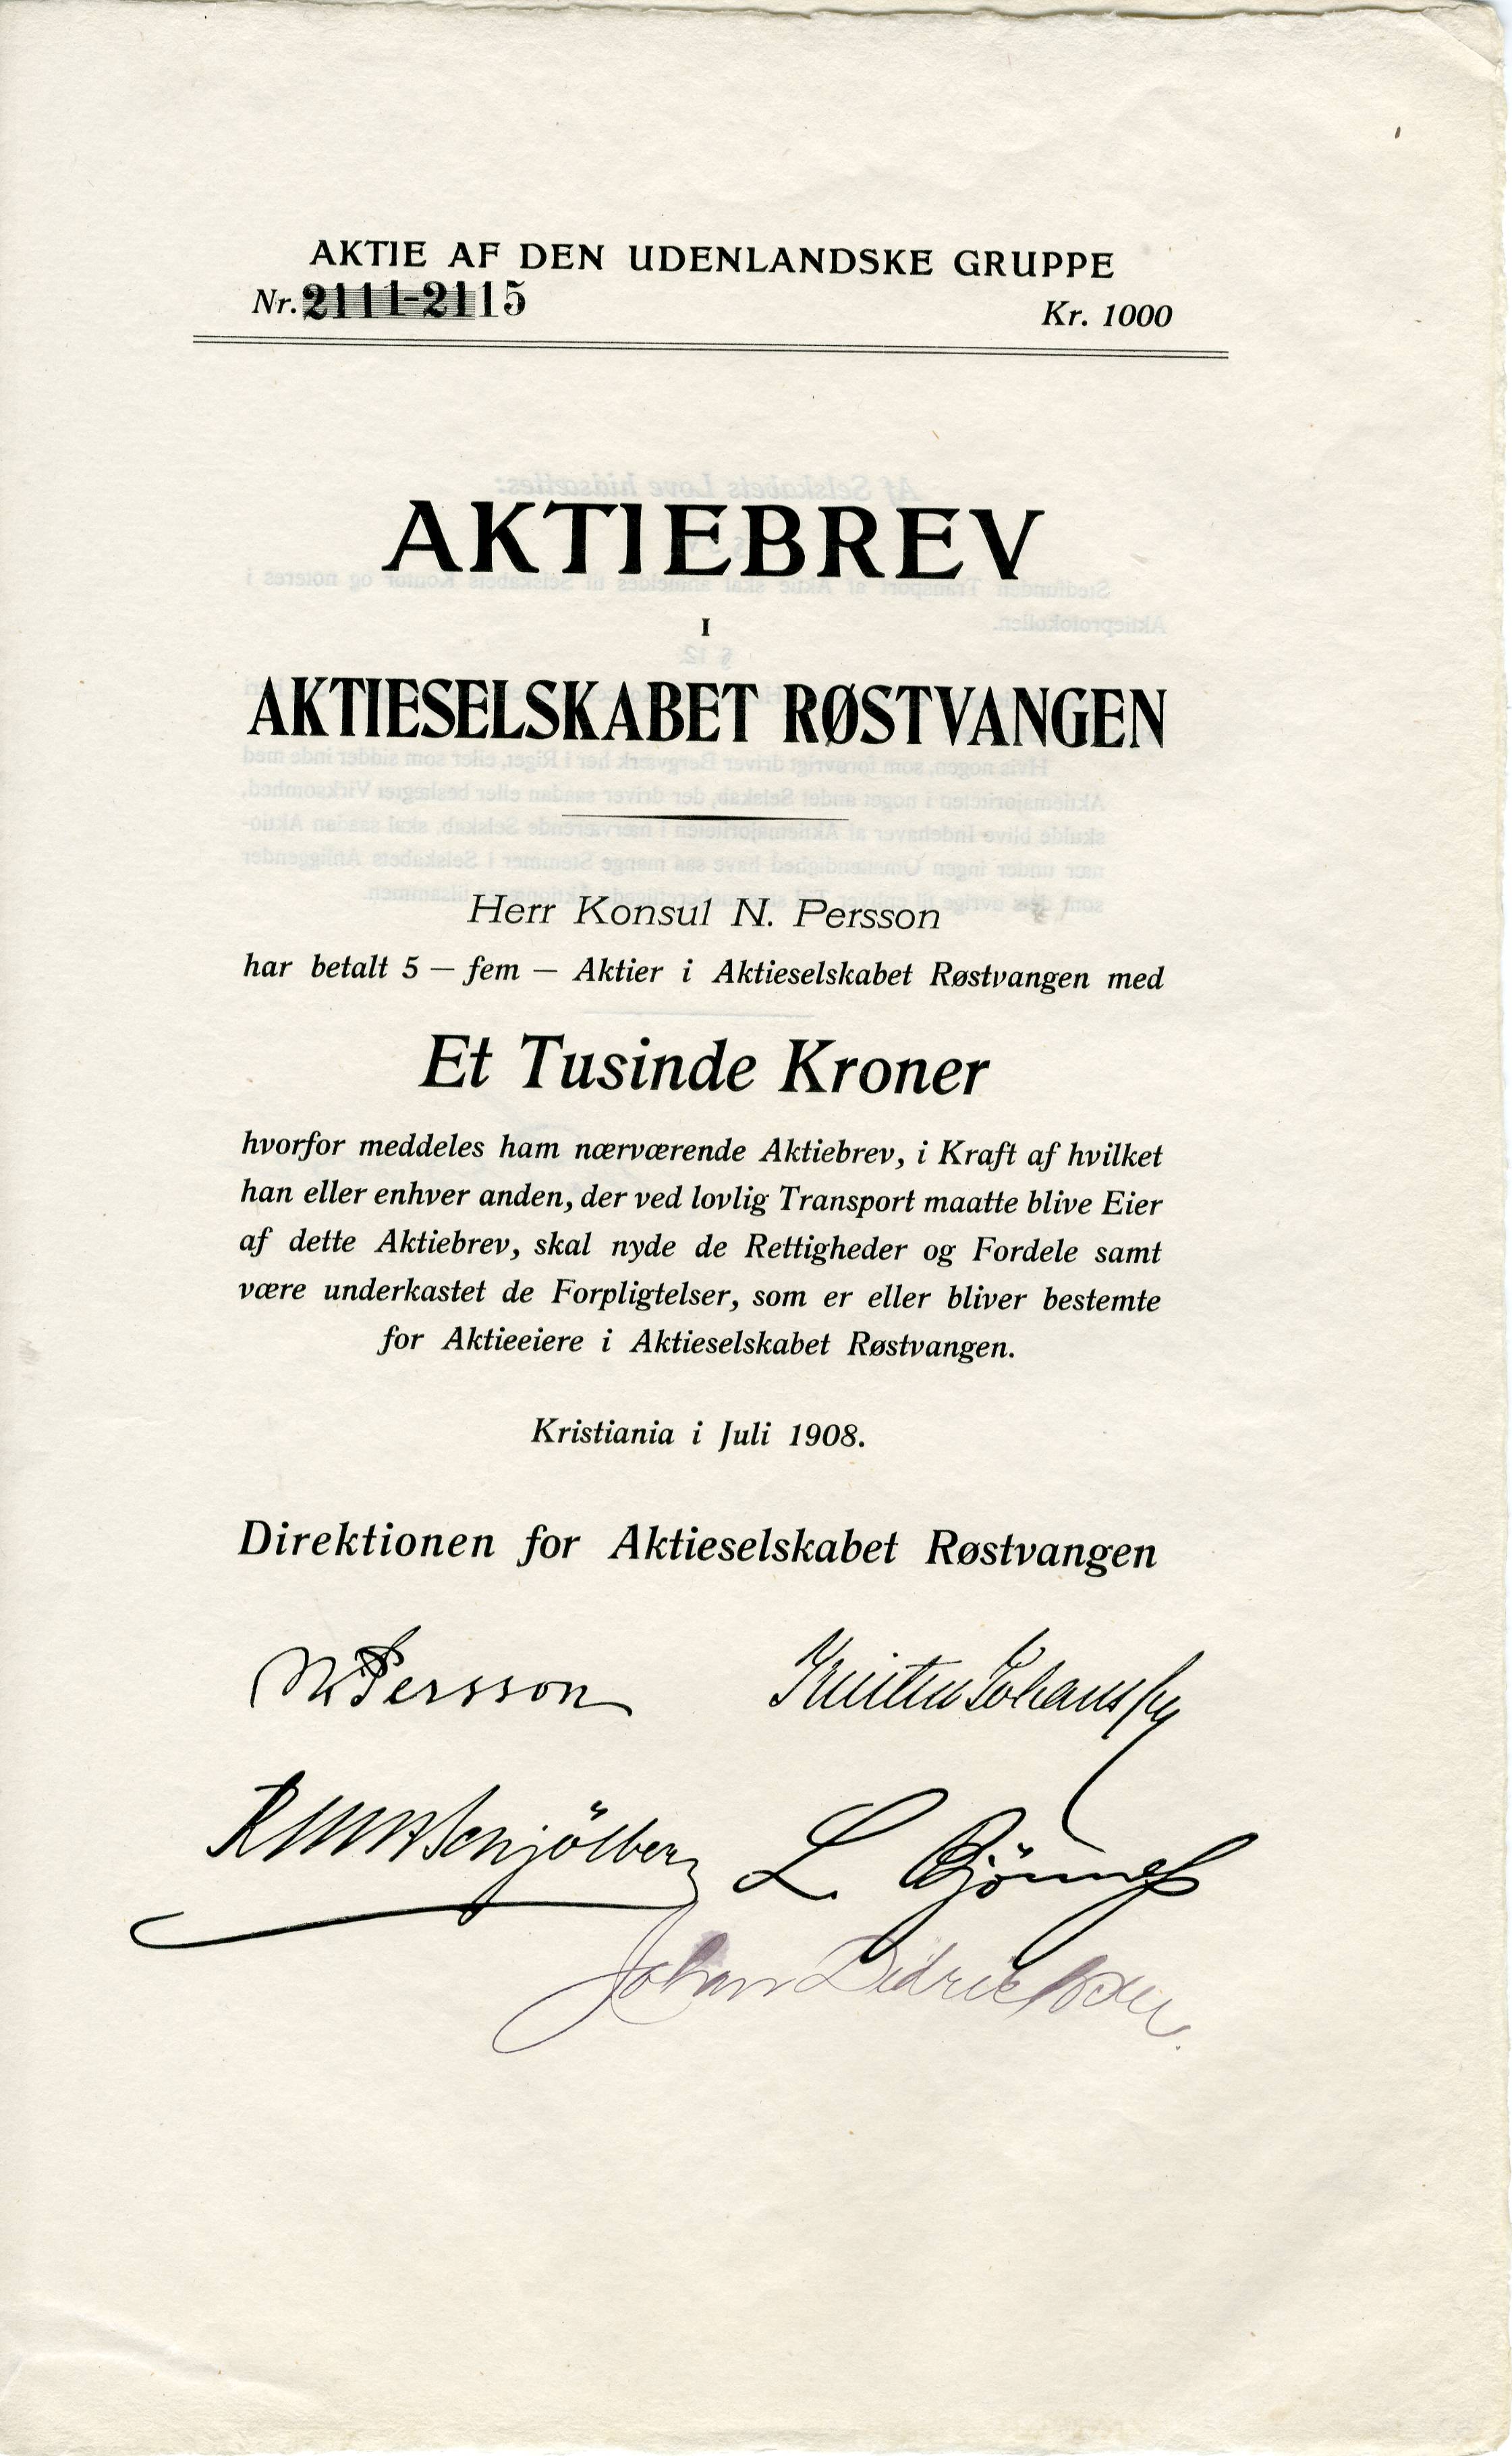 AKTIE AF DEN UDENLANDSKE GRUPPE
Nr. 2111-2115
Kr. 1000
AKTIEBREV
I
AKTIESELSKABET RØSTVANGEN
Herr Konsul N. Persson
har betalt 5 — fem — Aktier i Aktieselskabet Røstvangen med
Et Tusinde Kroner
hvorfor meddeles ham nærværende Aktiebrev, i Kraft af hvilket
han eller enhver anden, der ved lovlig Transport maatte blive Eier
af dette Aktiebrev, skal nyde de Rettigheder og Fordele samt
være underkastet de Forpligtelser, som er eller bliver bestemte
for Aktieeiere i Aktieselskabet Røstvangen.
Kristiania i Juli 1908.
Direktionen for Aktieselskabet Røstvangen
N Persson
L.
Johan